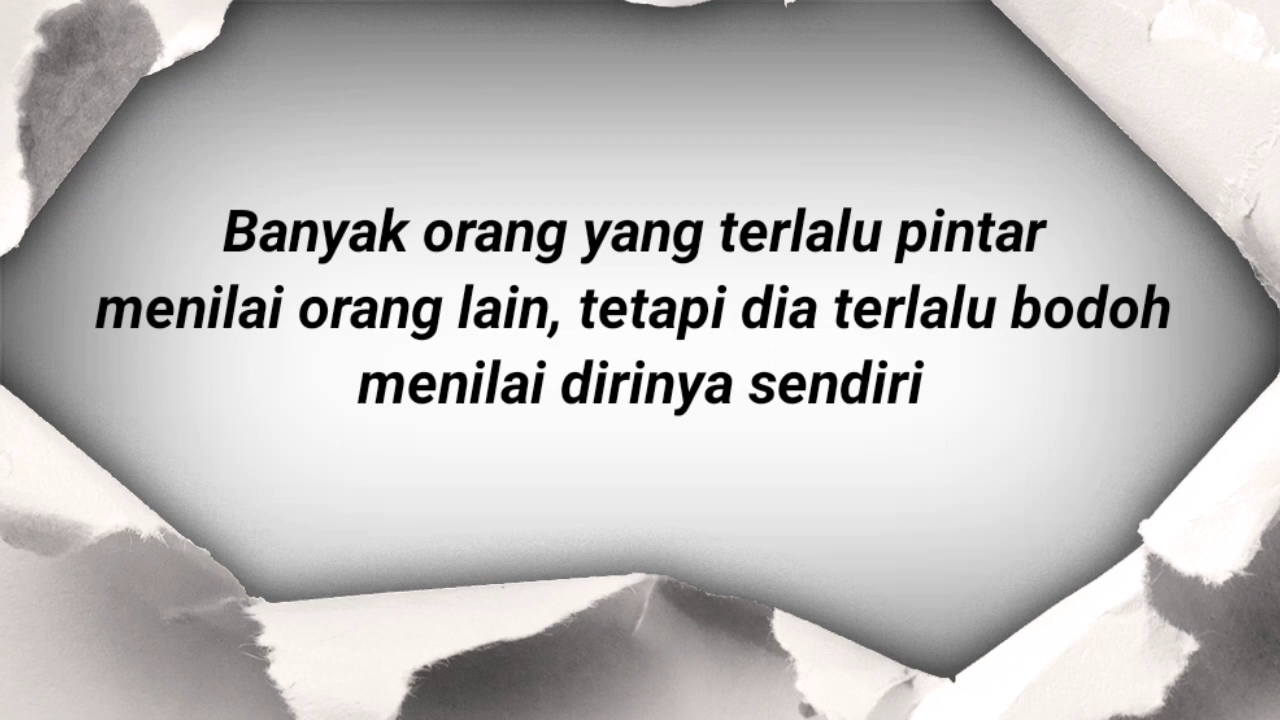 Banyak orang yang terlalu pintar
menilai orang lain, tetapi dia terlalu bodoh
menilai dirinya sendiri